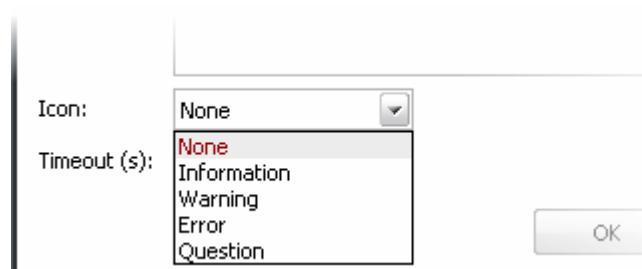 Icon:
None
None
Timeout (s):
Information
Warning
Error
Question
OK